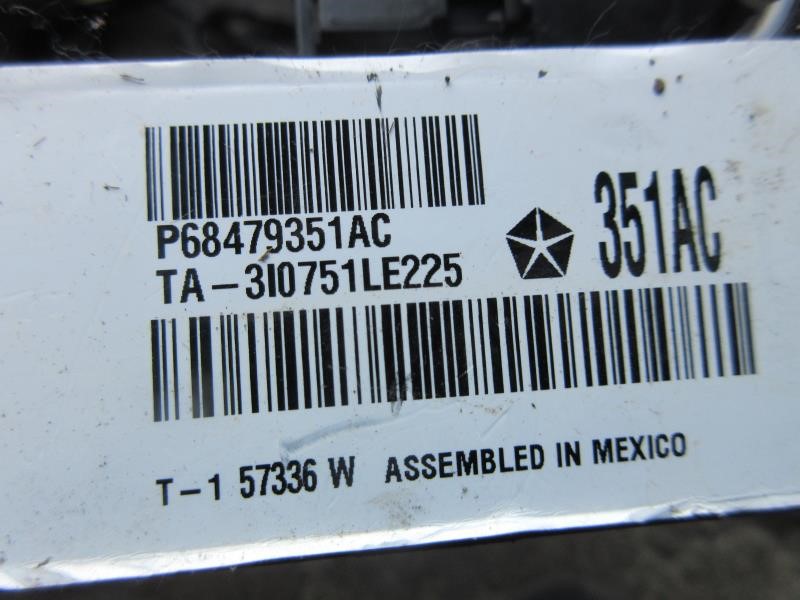 P68479351AC
351AC
TA-3I0751LE225
T-1 57336 W ASSEMBLED IN MEXICO